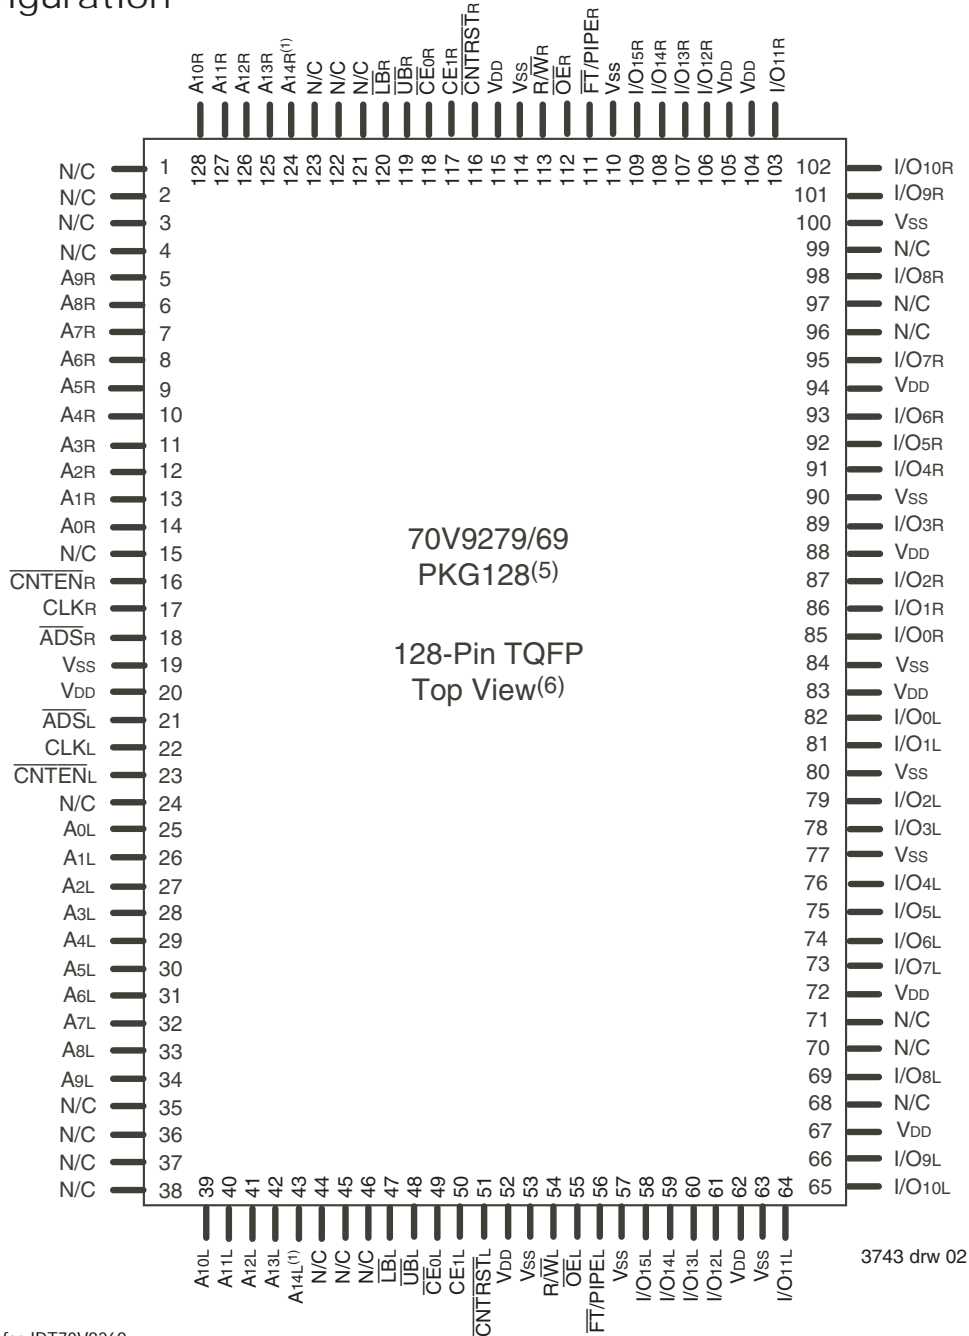 iguration
A10R
A11R
A12R
A13R
A14R(1)
N/C
N/C
N/C
LBR
UBR
CE0R
CE1R
CNTRSTR
VDD
VSS
R/WR
OER
FT/PIPER
VSS
I/O15R
I/O14R
I/O13R
I/O12R
VDD
VDD
I/O11R
128
127
126
125
124
123
122
121
120
119
118
117
116
115
114
113
112
111
110
109
108
107
106
105
104
103
N/C 1
N/C 2
N/C 3
N/C 4
A9R 5
A8R 6
A7R 7
A6R 8
A5R 9
A4R 10
A3R 11
A2R 12
A1R 13
A0R 14
N/C 15
CNTENR 16
CLKR 17
ADSR 18
VSS 19
VDD 20
ADSL 21
CLKL 22
CNTENL 23
N/C 24
A0L 25
A1L 26
A2L 27
A3L 28
A4L 29
A5L 30
A6L 31
A7L 32
A8L 33
A9L 34
N/C 35
N/C 36
N/C 37
N/C 38
70V9279/69
PKG128(5)
128-Pin TQFP
Top View(6)
102 I/O10R
101 I/O9R
100 VSS
99 N/C
98 I/O8R
97 N/C
96 N/C
95 I/O7R
94 VDD
93 I/O6R
92 I/O5R
91 I/O4R
90 VSS
89 I/O3R
88 VDD
87 I/O2R
86 I/O1R
85 I/O0R
84 VSS
83 VDD
82 I/O0L
81 I/O1L
80 VSS
79 I/O2L
78 I/O3L
77 VSS
76 I/O4L
75 I/O5L
74 I/O6L
73 I/O7L
72 VDD
71 N/C
70 N/C
69 I/O8L
68 N/C
67 VDD
66 I/O9L
65 I/O10L
39
40
41
42
43
44
45
46
47
48
49
50
51
52
53
54
55
56
57
58
59
60
61
62
63
64
A10L
A11L
A12L
A13L
A14L(1)
N/C
N/C
N/C
LBL
UBL
CE0L
CE1L
CNTRSTL
VDD
VSS
R/WL
OEL
FT/PIPEL
VSS
I/O15L
I/O14L
I/O13L
I/O12L
VDD
VSS
I/O11L
3743 drw 02